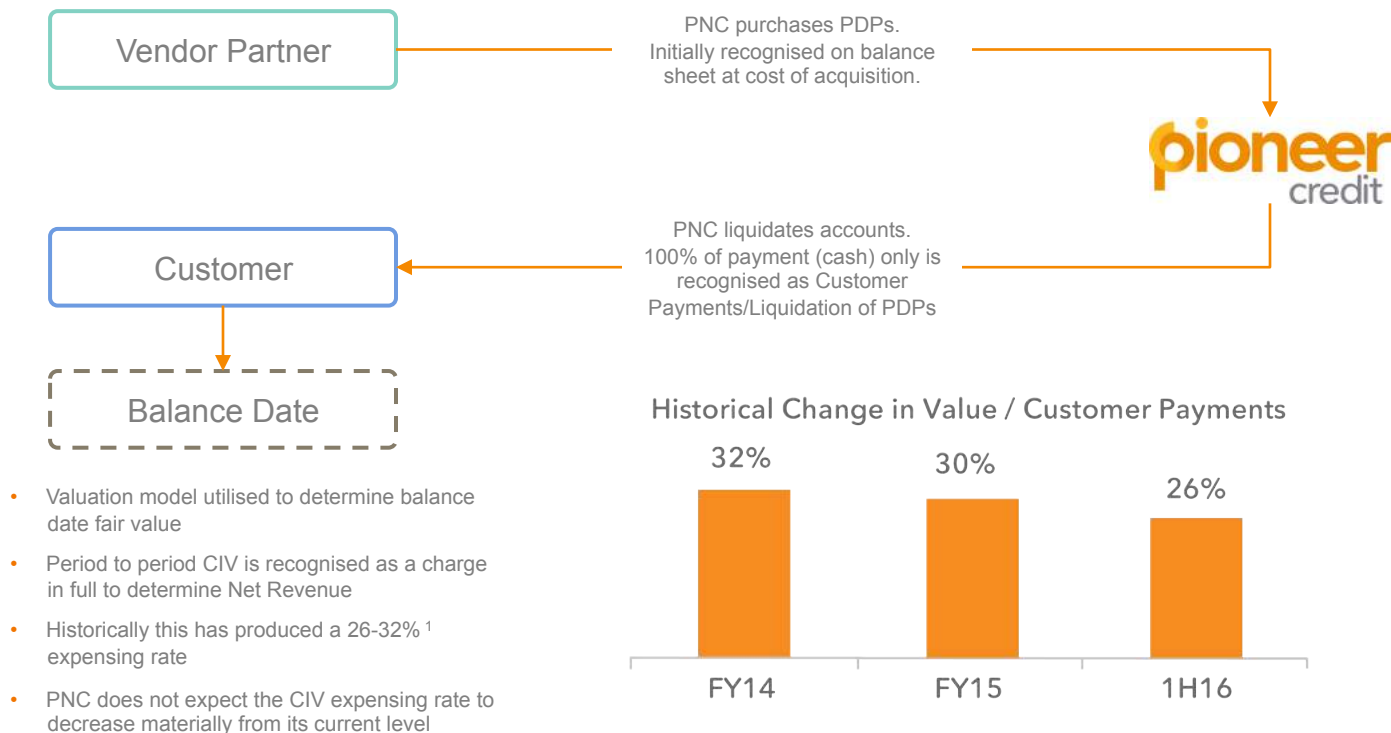 Vendor Partner
PNC purchases PDPs.
Initially recognised on balance
sheet at cost of acquisition.
pioneer
credit
Customer
PNC liquidates accounts.
100% of payment (cash) only is
recognised as Customer
Payments/Liquidation of PDPs
Balance Date
• Valuation model utilised to determine balance
date fair value
• Period to period CIV is recognised as a charge
in full to determine Net Revenue
• Historically this has produced a 26-32% 1
expensing rate
• PNC does not expect the CIV expensing rate to
decrease materially from its current level
Historical Change in Value / Customer Payments
32%
30%
26%
FY14
FY15
1H16